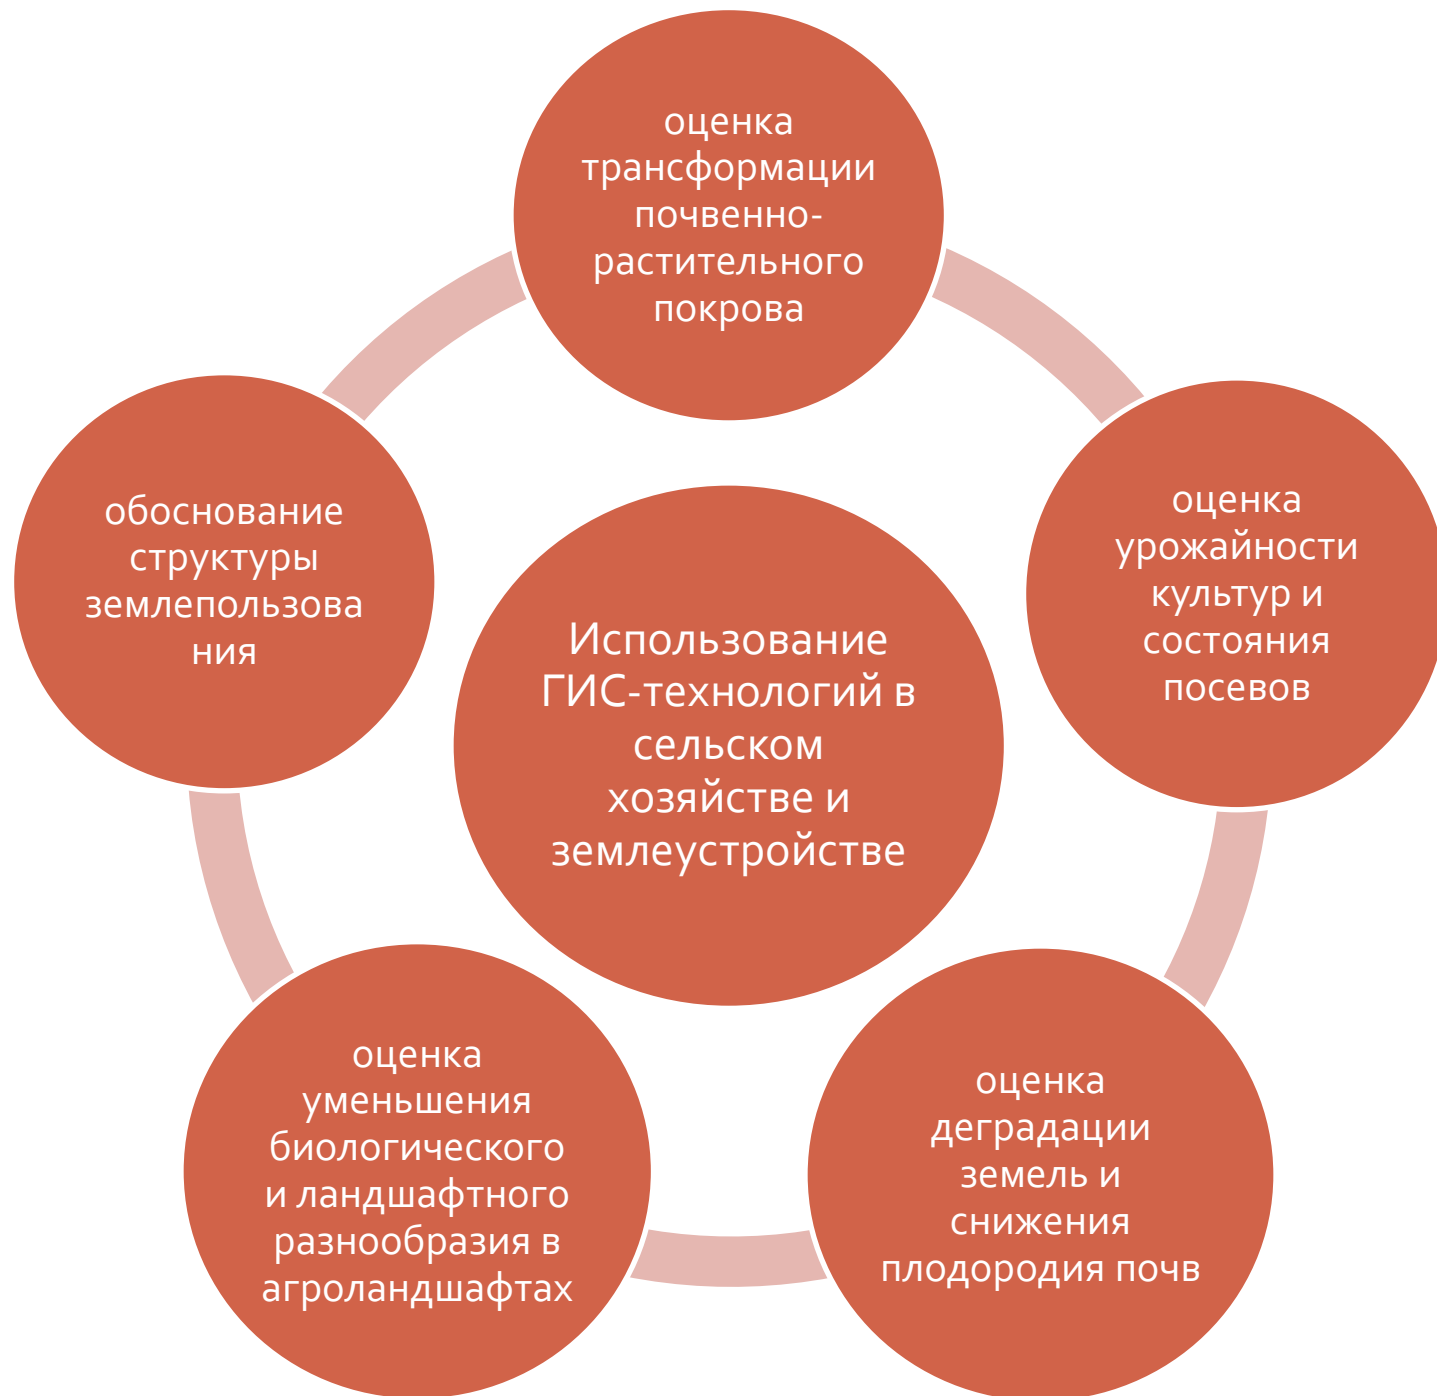 оценка
трансформации
почвенно-
растительного
покрова
обоснование
структуры
землепользова
ния
оценка
урожайности
культур и
состояния
посевов
Использование
ГИС-технологий в
сельском
хозяйстве и
землеустройстве
оценка
уменьшения
биологического
и ландшафтного
разнообразия в
агроландшафтах
оценка
деградации
земель и
снижения
плодородия почв